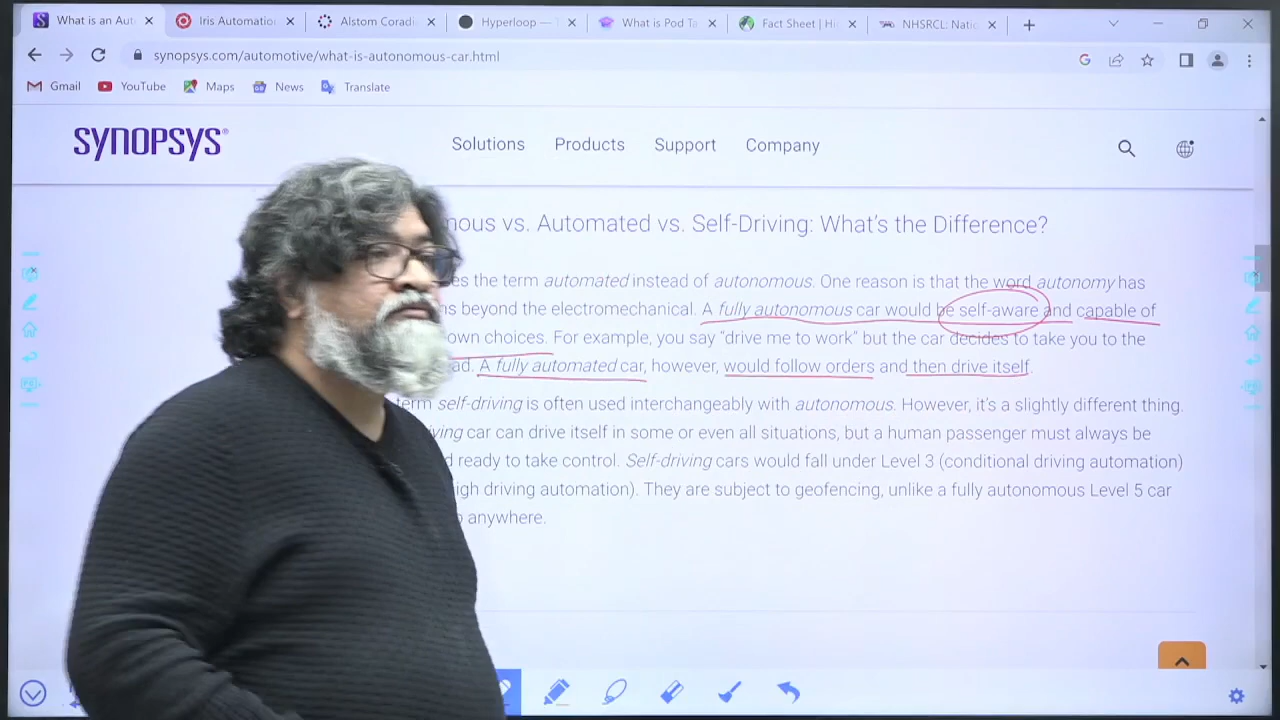 What is an Aut
Iris Automatio
Alstom Coradi
Hyperloop —
What is Pod Ta
Fact Sheet | Hi
NHSRCL: Natio
synopsys.com/automotive/what-is-autonomous-car.html
Gmail YouTube Maps News Translate
SYNOPSYS®
Solutions Products Support Company
nous vs. Automated vs. Self-Driving: What's the Difference?
es the term automated instead of autonomous. One reason is that the word autonomy has
s beyond the electromechanical. A fully autonomous car would be self-aware and capable of
own choices. For example, you say “drive me to work” but the car decides to take you to the
ad. A fully automated car, however, would follow orders and then drive itself.
term self-driving is often used interchangeably with autonomous. However, it's a slightly different thing.
iving car can drive itself in some or even all situations, but a human passenger must always be
d ready to take control. Self-driving cars would fall under Level 3 (conditional driving automation)
igh driving automation). They are subject to geofencing, unlike a fully autonomous Level 5 car
o anywhere.